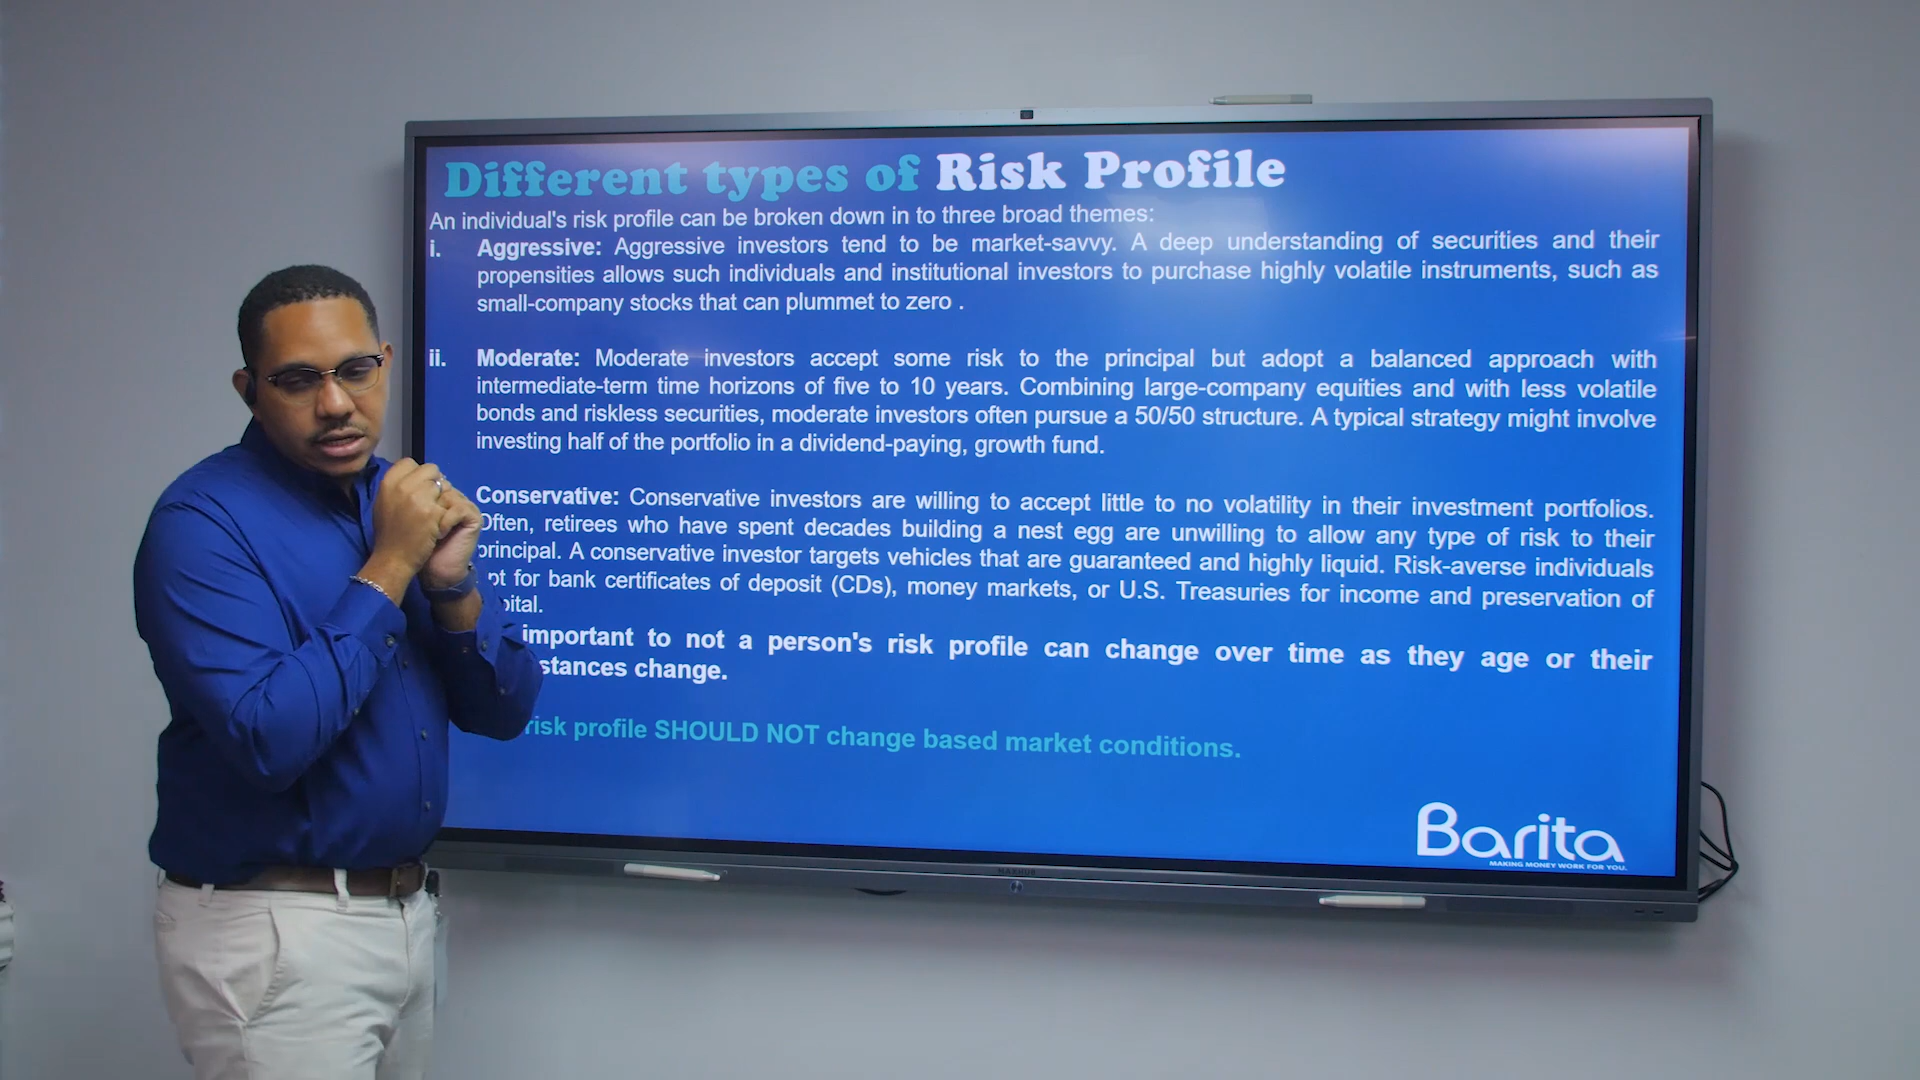 Different types of Risk Profile
An individual's risk profile can be broken down in to three broad themes:
i. Aggressive: Aggressive investors tend to be market-savvy. A deep understanding of securities and their
propensities allows such individuals and institutional investors to purchase highly volatile instruments, such as
small-company stocks that can plummet to zero .
ii. Moderate: Moderate investors accept some risk to the principal but adopt a balanced approach with
intermediate-term time horizons of five to 10 years. Combining large-company equities and with less volatile
bonds and riskless securities, moderate investors often pursue a 50/50 structure. A typical strategy might involve
investing half of the portfolio in a dividend-paying, growth fund.
Conservative: Conservative investors are willing to accept little to no volatility in their investment portfolios.
Often, retirees who have spent decades building a nest egg are unwilling to allow any type of risk to their
principal. A conservative investor targets vehicles that are guaranteed and highly liquid. Risk-averse individuals
pt for bank certificates of deposit (CDs), money markets, or U.S. Treasuries for income and preservation of
pital.
important to not a person's risk profile can change over time as they age or their
stances change.
risk profile SHOULD NOT change based market conditions.
Barita
MAKING MONEY WORK FOR YOU.
MAXHUB